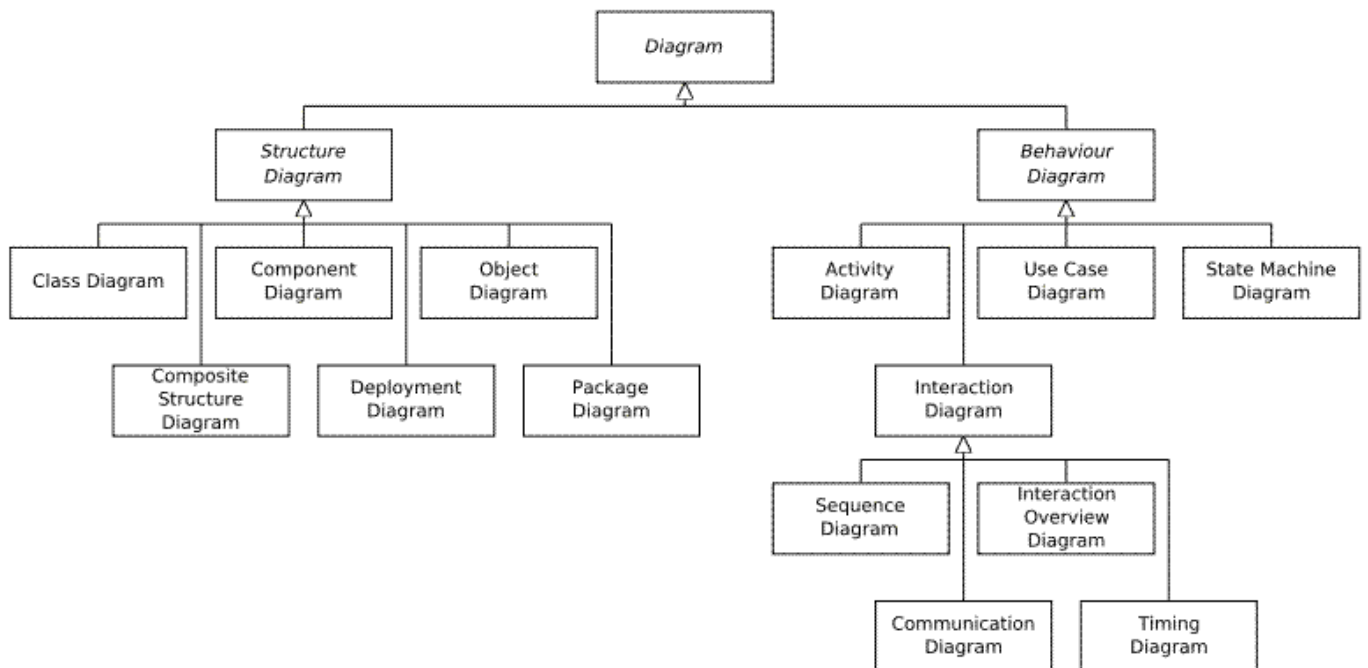 Diagram
Structure
Diagram
Behaviour
Diagram
Class Diagram
Component
Diagram
Object
Diagram
Activity
Diagram
Use Case
Diagram
State Machine
Diagram
Composite
Structure
Diagram
Deployment
Diagram
Package
Diagram
Interaction
Diagram
Sequence
Diagram
Interaction
Overview
Diagram
Communication
Diagram
Timing
Diagram